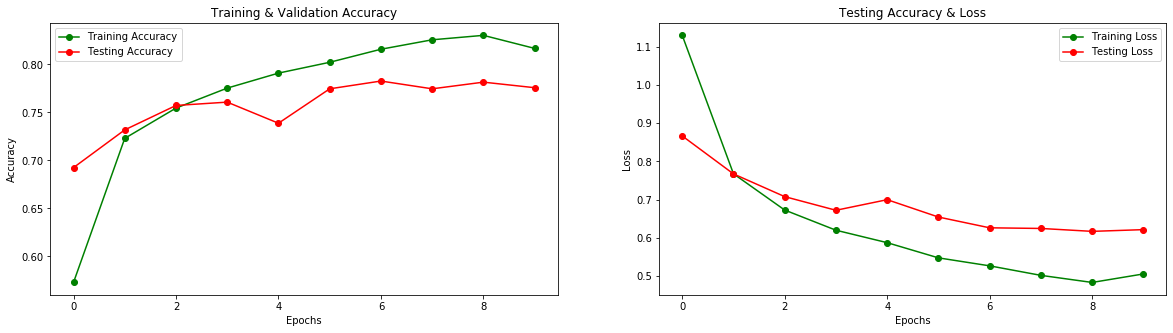 Training & Validation Accuracy
Training Accuracy
Testing Accuracy
0.80
0.75
0.70
0.65
0.60
Accuracy
0 2 4 6 8
Epochs
Testing Accuracy & Loss
Training Loss
Testing Loss
1.1
1.0
0.9
0.8
0.7
0.6
0.5
Loss
0 2 4 6 8
Epochs